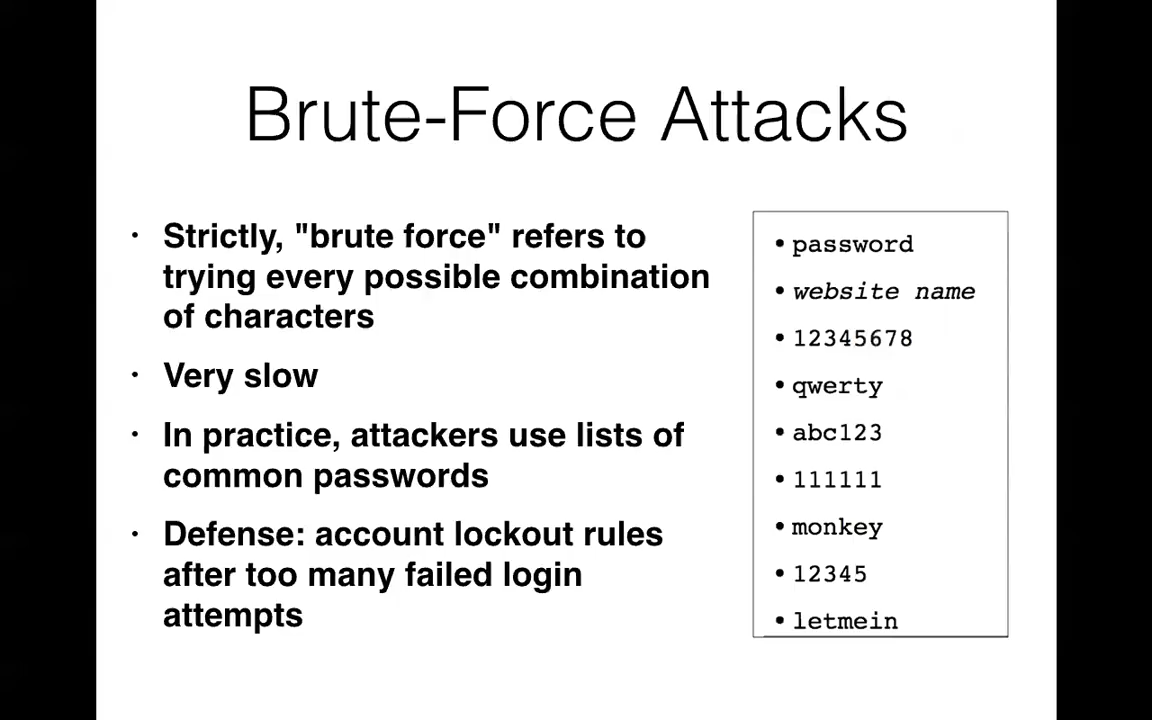 Brute-Force Attacks
• Strictly, "brute force" refers to
trying every possible combination
of characters
• Very slow
• In practice, attackers use lists of
common passwords
• Defense: account lockout rules
after too many failed login
attempts
• password
• website name
• 12345678
• qwerty
• abc123
• 111111
• monkey
• 12345
• letmein